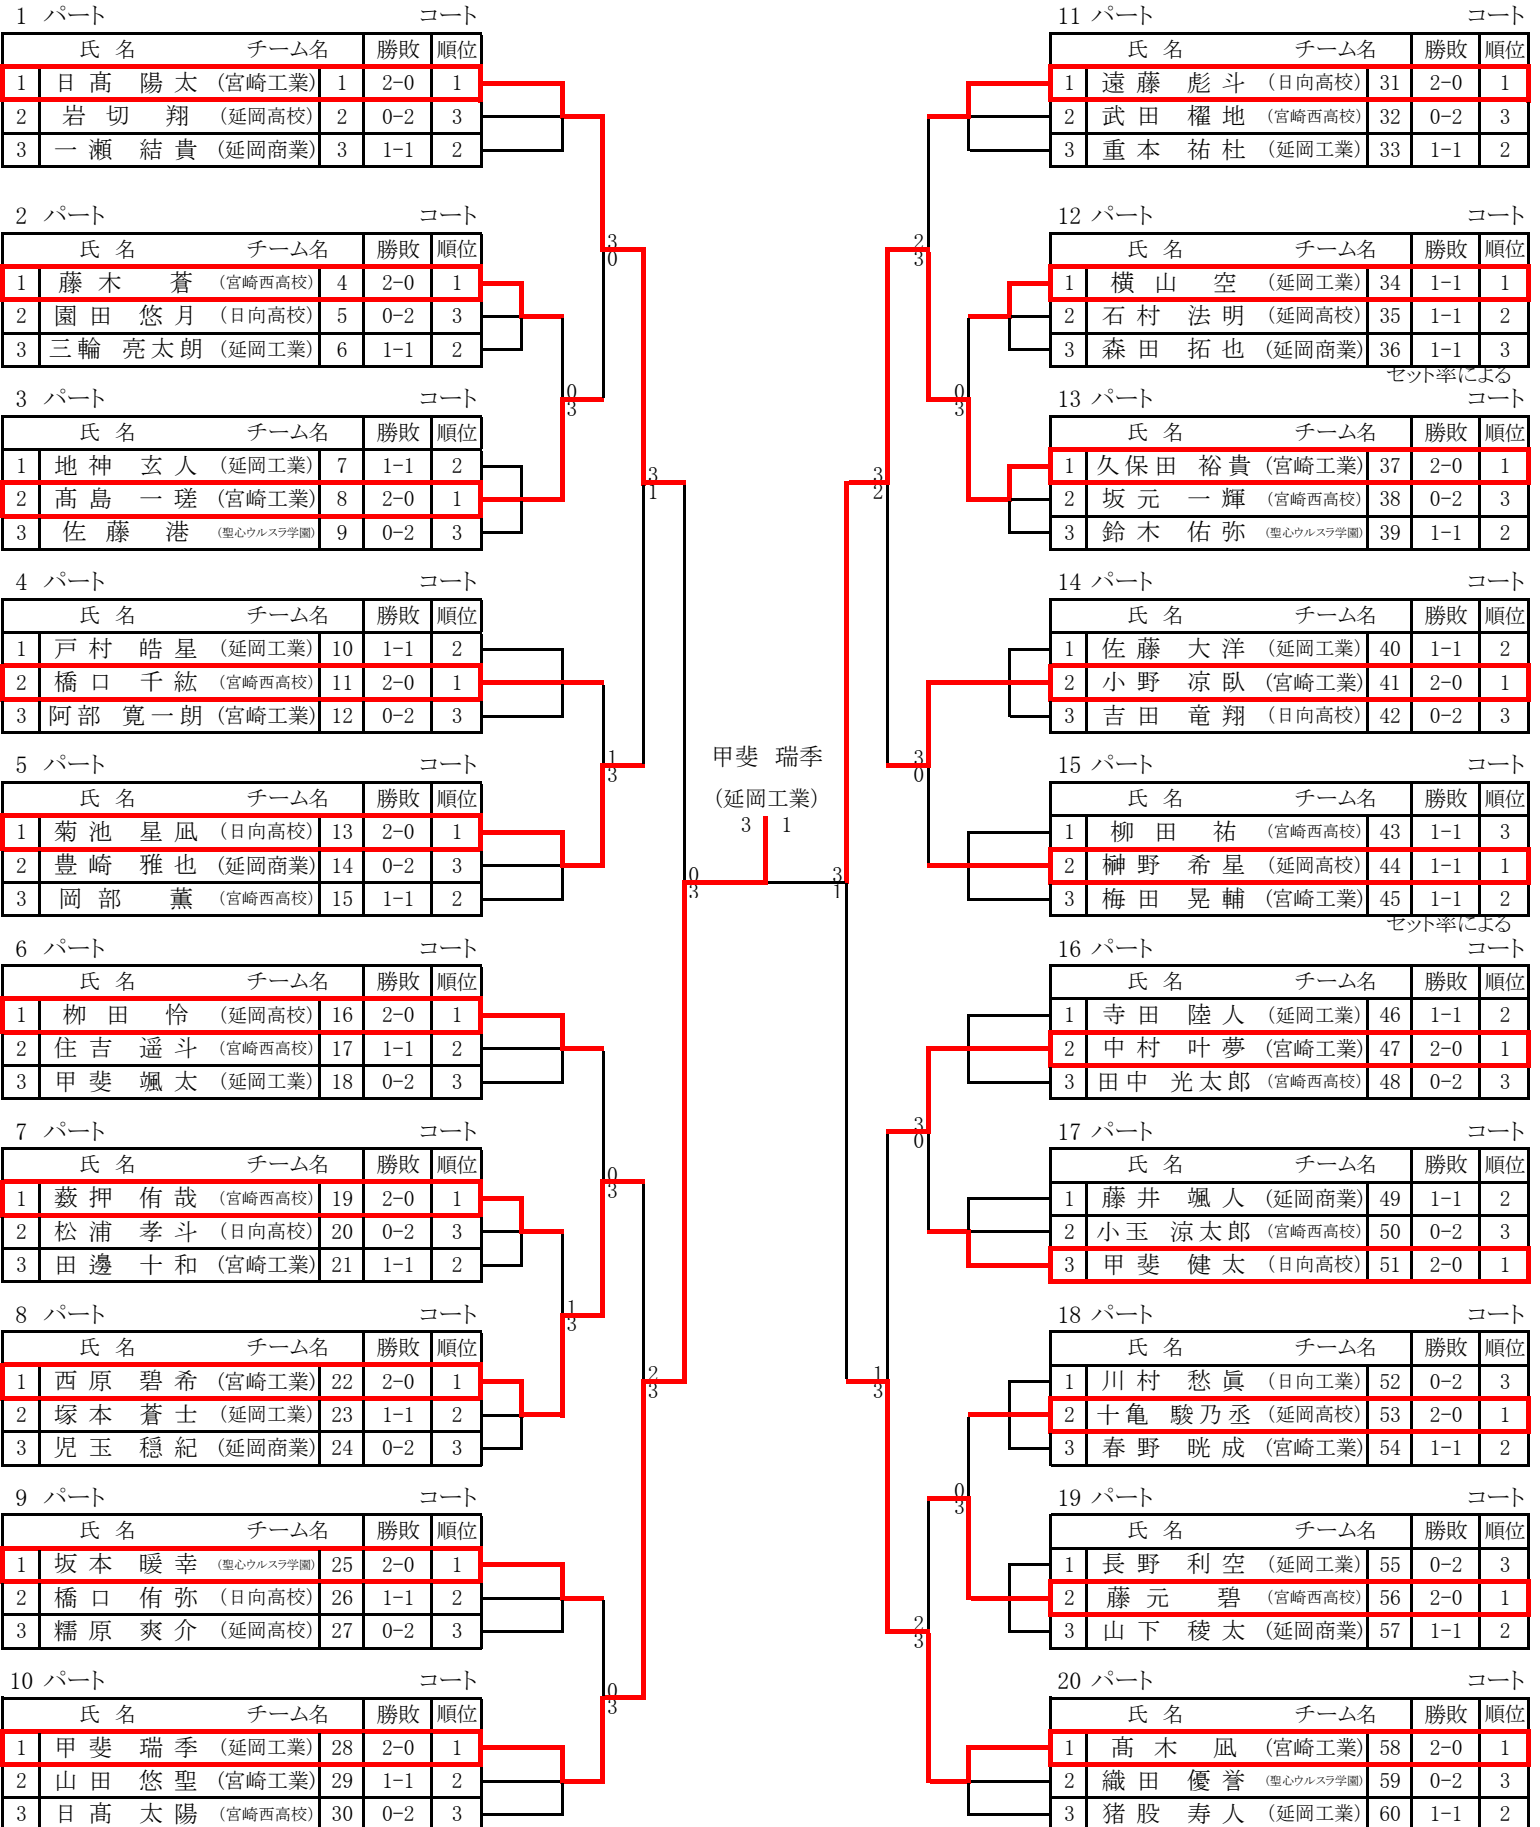 1 パート コート
氏 名 チーム名 勝敗 順位
1 日髙 陽太 (宮崎工業) 1 2-0 1
2 岩切 翔 (延岡高校) 2 0-2 3
3 一瀬 結貴 (延岡商業) 3 1-1 2
2 パート コート
氏 名 チーム名 勝敗 順位
1 藤木 蒼 (宮崎西高校) 4 2-0 1
2 園田 悠月 (日向高校) 5 0-2 3
3 三輪 亮太朗 (延岡工業) 6 1-1 2
3 パート コート
氏 名 チーム名 勝敗 順位
1 地神 玄人 (延岡工業) 7 1-1 2
2 髙島 一瑳 (宮崎工業) 8 2-0 1
3 佐藤 港 (聖心ウルスラ学園) 9 0-2 3
4 パート コート
氏 名 チーム名 勝敗 順位
1 戸村 皓星 (延岡工業) 10 1-1 2
2 橋口 千紘 (宮崎西高校) 11 2-0 1
3 阿部 寛一朗 (宮崎工業) 12 0-2 3
5 パート コート
氏 名 チーム名 勝敗 順位
1 菊池 星凪 (日向高校) 13 2-0 1
2 豊崎 雅也 (延岡商業) 14 0-2 3
3 岡部 薫 (宮崎西高校) 15 1-1 2
6 パート コート
氏 名 チーム名 勝敗 順位
1 栁田 怜 (延岡高校) 16 2-0 1
2 住吉 遥斗 (宮崎西高校) 17 1-1 2
3 甲斐 颯太 (延岡工業) 18 0-2 3
7 パート コート
氏 名 チーム名 勝敗 順位
1 薮押 侑哉 (宮崎西高校) 19 2-0 1
2 松浦 孝斗 (日向高校) 20 0-2 3
3 田邊 十和 (宮崎工業) 21 1-1 2
8 パート コート
氏 名 チーム名 勝敗 順位
1 西原 碧希 (宮崎工業) 22 2-0 1
2 塚本 蒼士 (延岡工業) 23 1-1 2
3 児玉 穏紀 (延岡商業) 24 0-2 3
9 パート コート
氏 名 チーム名 勝敗 順位
1 坂本 暖幸 (聖心ウルスラ学園) 25 2-0 1
2 橋口 侑弥 (日向高校) 26 1-1 2
3 糯原 爽介 (延岡高校) 27 0-2 3
10 パート コート
氏 名 チーム名 勝敗 順位
1 甲斐 瑞季 (延岡工業) 28 2-0 1
2 山田 悠聖 (宮崎工業) 29 1-1 2
3 日髙 太陽 (宮崎西高校) 30 0-2 3
3
0
0
3
3
1
1
3
0
3
0
3
1
3
2
3
0
3
甲斐 瑞季
(延岡工業)
3 1
2
3
0
3
3
2
3
0
3
1
3
0
1
3
0
3
2
3
11 パート コート
氏 名 チーム名 勝敗 順位
1 遠藤 彪斗 (日向高校) 31 2-0 1
2 武田 櫂地 (宮崎西高校) 32 0-2 3
3 重本 祐杜 (延岡工業) 33 1-1 2
12 パート コート
氏 名 チーム名 勝敗 順位
1 横山 空 (延岡工業) 34 1-1 1
2 石村 法明 (延岡高校) 35 1-1 2
3 森田 拓也 (延岡商業) 36 1-1 3
セット率による
13 パート コート
氏 名 チーム名 勝敗 順位
1 久保田 裕貴 (宮崎工業) 37 2-0 1
2 坂元 一輝 (宮崎西高校) 38 0-2 3
3 鈴木 佑弥 (聖心ウルスラ学園) 39 1-1 2
14 パート コート
氏 名 チーム名 勝敗 順位
1 佐藤 大洋 (延岡工業) 40 1-1 2
2 小野 凉臥 (宮崎工業) 41 2-0 1
3 吉田 竜翔 (日向高校) 42 0-2 3
15 パート コート
氏 名 チーム名 勝敗 順位
1 柳田 祐 (宮崎西高校) 43 1-1 3
2 榊野 希星 (延岡高校) 44 1-1 1
3 梅田 晃輔 (宮崎工業) 45 1-1 2
セット率による
16 パート コート
氏 名 チーム名 勝敗 順位
1 寺田 陸人 (延岡工業) 46 1-1 2
2 中村 叶夢 (宮崎工業) 47 2-0 1
3 田中 光太郎 (宮崎西高校) 48 0-2 3
17 パート コート
氏 名 チーム名 勝敗 順位
1 藤井 颯人 (延岡商業) 49 1-1 2
2 小玉 涼太郎 (宮崎西高校) 50 0-2 3
3 甲斐 健太 (日向高校) 51 2-0 1
18 パート コート
氏 名 チーム名 勝敗 順位
1 川村 愁眞 (日向工業) 52 0-2 3
2 十亀 駿乃丞 (延岡高校) 53 2-0 1
3 春野 晄成 (宮崎工業) 54 1-1 2
19 パート コート
氏 名 チーム名 勝敗 順位
1 長野 利空 (延岡工業) 55 0-2 3
2 藤元 碧 (宮崎西高校) 56 2-0 1
3 山下 稜太 (延岡商業) 57 1-1 2
20 パート コート
氏 名 チーム名 勝敗 順位
1 髙木 凪 (宮崎工業) 58 2-0 1
2 織田 優誉 (聖心ウルスラ学園) 59 0-2 3
3 猪股 寿人 (延岡工業) 60 1-1 2